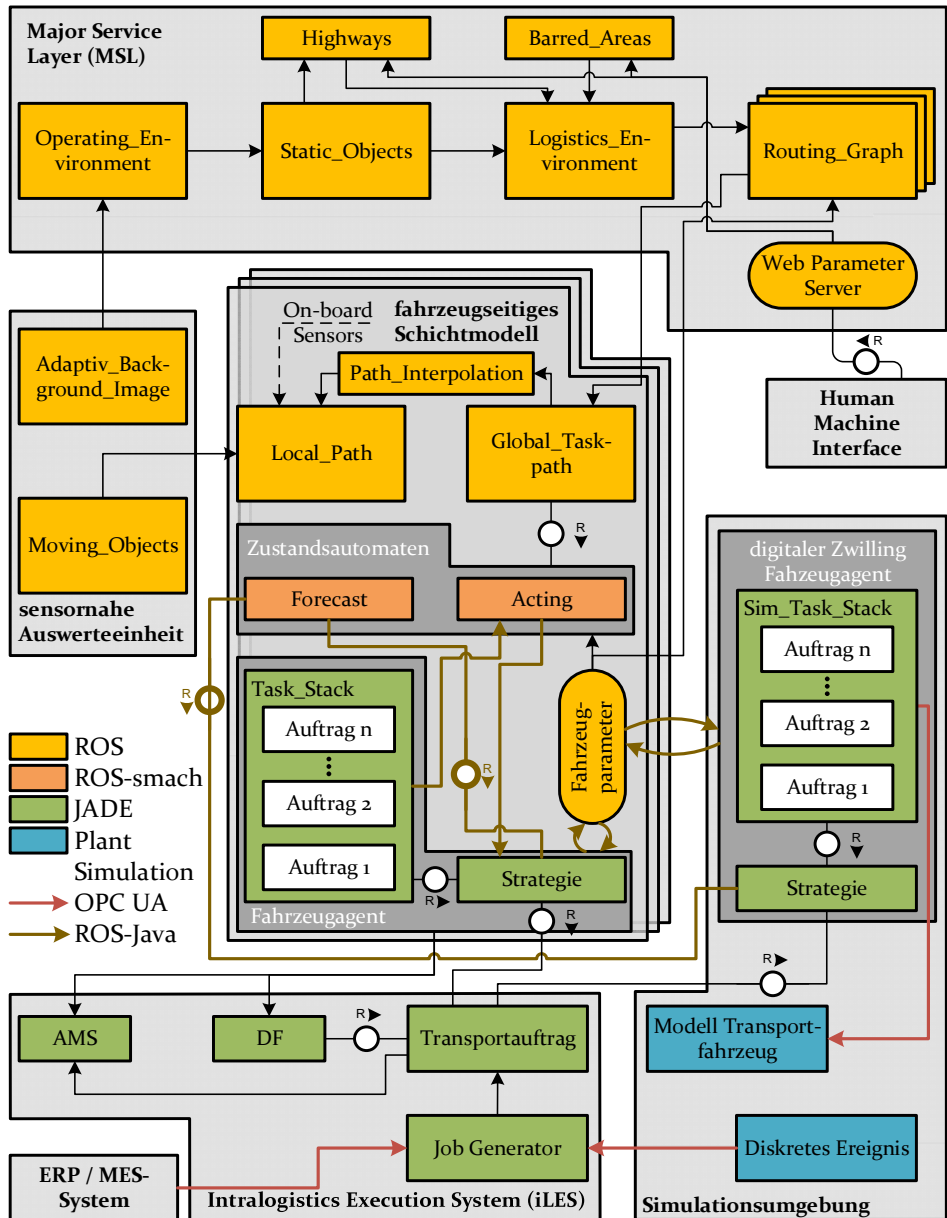 Major Service
Layer (MSL)
Highways
Barred_Areas
Operating_En-
vironment
Static_Objects
Logistics_En-
vironment
Routing_Graph
Web Parameter
Server
R
Human
Machine
Interface
Adaptiv_Back-
ground_Image
Moving_Objects
sensornahe
Auswerteeinheit
On-board
Sensors
fahrzeugseitiges
Schichtmodell
Path_Interpolation
Local_Path
Global_Task-
path
R
Zustandsautomaten
Forecast
Acting
R
Task_Stack
Auftrag n
Auftrag 2
Auftrag 1
R
Fahrzeug-
parameter
R
Strategie
Fahrzeugagent
R
digitaler Zwilling
Fahzeugagent
Sim_Task_Stack
Auftrag n
Auftrag 2
Auftrag 1
R
Strategie
R
ROS
ROS-smach
JADE
Plant
Simulation
OPC UA
ROS-Java
AMS
DF
R
Transportauftrag
Job Generator
Modell Transport-
fahrzeug
Diskretes Ereignis
ERP / MES-
System
Intralogistics Execution System (iLES)
Simulationsumgebung